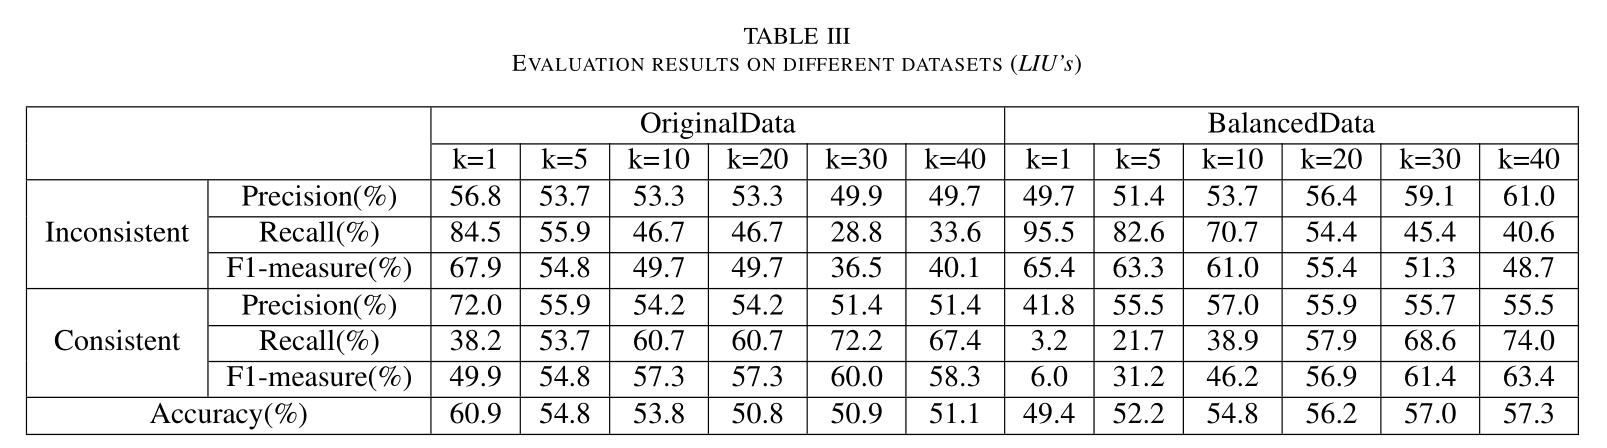 TABLE III
EVALUATION RESULTS ON DIFFERENT DATASETS (LIU's)
OriginalData BalancedData
k=1 k=5 k=10 k=20 k=30 k=40 k=1 k=5 k=10 k=20 k=30 k=40
Inconsistent Precision(%) 56.8 53.7 53.3 53.3 49.9 49.7 49.7 51.4 53.7 56.4 59.1 61.0
Recall(%) 84.5 55.9 46.7 46.7 28.8 33.6 95.5 82.6 70.7 54.4 45.4 40.6
F1-measure(%) 67.9 54.8 49.7 49.7 36.5 40.1 65.4 63.3 61.0 55.4 51.3 48.7
Consistent Precision(%) 72.0 55.9 54.2 54.2 51.4 51.4 41.8 55.5 57.0 55.9 55.7 55.5
Recall(%) 38.2 53.7 60.7 60.7 72.2 67.4 3.2 21.7 38.9 57.9 68.6 74.0
F1-measure(%) 49.9 54.8 57.3 57.3 60.0 58.3 6.0 31.2 46.2 56.9 61.4 63.4
Accuracy(%) 60.9 54.8 53.8 50.8 50.9 51.1 49.4 52.2 54.8 56.2 57.0 57.3